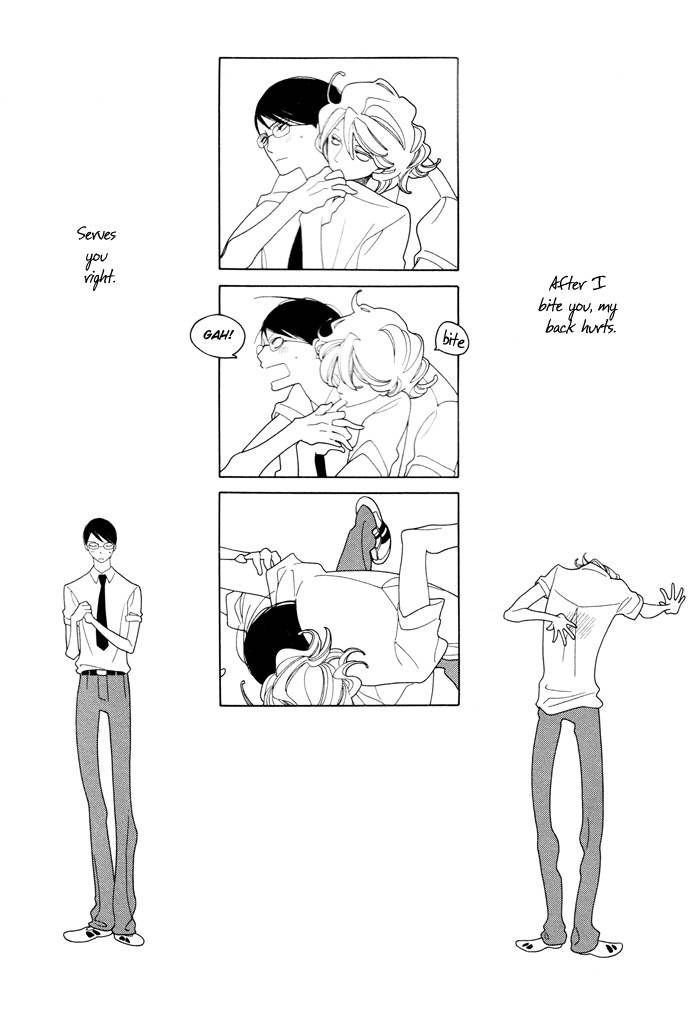 After I
bite you, my
back hurts.
bite
GAH!
Serves
you
right.